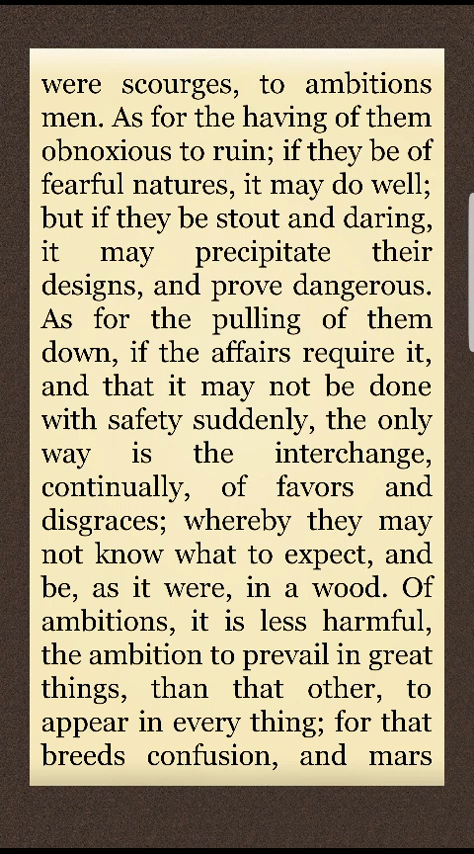 were scourges, to ambitions
men. As for the having of them
obnoxious to ruin; if they be of
fearful natures, it may do well;
but if they be stout and daring,
it may precipitate their
designs, and prove dangerous.
As for the pulling of them
down, if the affairs require it,
and that it may not be done
with safety suddenly, the only
way is the interchange,
continually, of favors and
disgraces; whereby they may
not know what to expect, and
be, as it were, in a wood. Of
ambitions, it is less harmful,
the ambition to prevail in great
things, than that other, to
appear in every thing; for that
breeds confusion, and mars